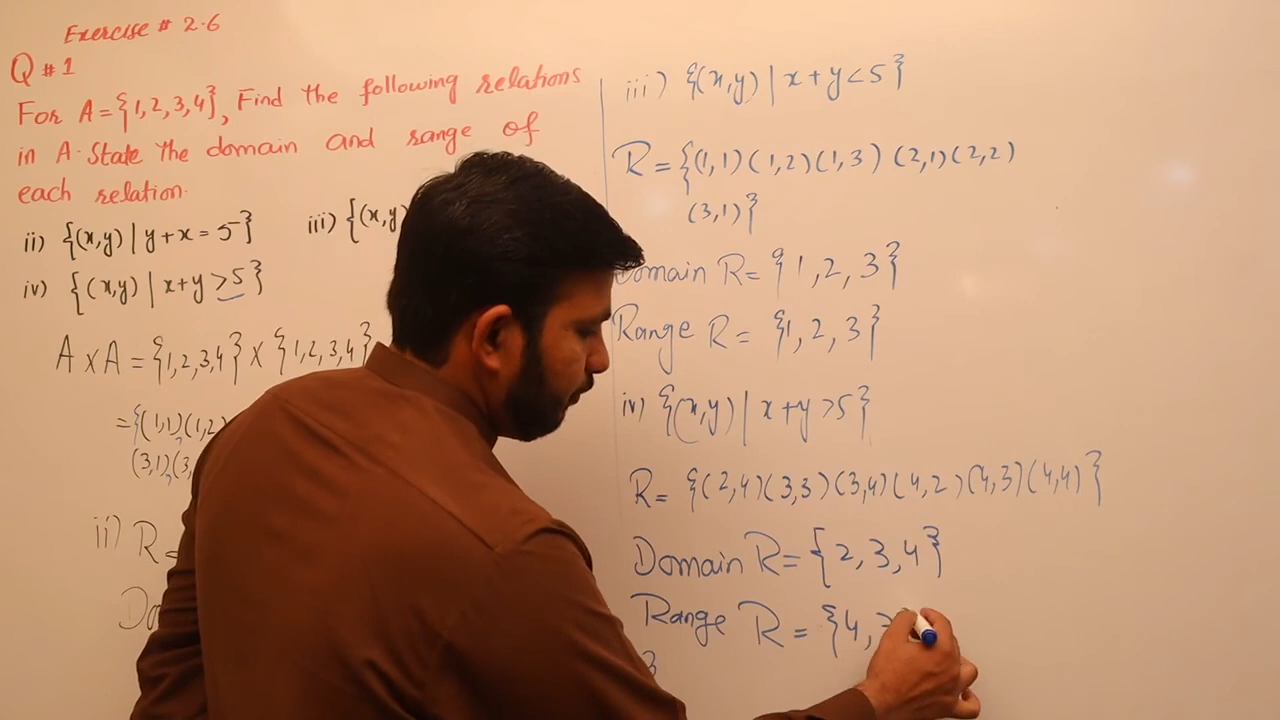 Exercise # 2.6
Q # 1
For A = {1, 2, 3, 4}, Find the following relations
in A. State the domain and range of
each relation.
ii) {(x,y) | y + x = 5} iii) {(x,y)
iv) {(x,y) | x+y > 5}
A x A = {1, 2, 3, 4} x {1, 2, 3, 4}
= {(1,1), (1,2)
(3,1), (3,
ii) R =
Do
iii) {(x,y) | x + y < 5}
R = {(1,1) (1,2) (1,3) (2,1) (2,2)
(3,1)}
Domain R = {1, 2, 3}
Range R = {1, 2, 3}
iv) {(x,y) | x + y > 5}
R = {(2,4) (3,3) (3,4) (4,2) (4,3) (4,4)}
Domain R = {2, 3, 4}
Range R = {4,
3